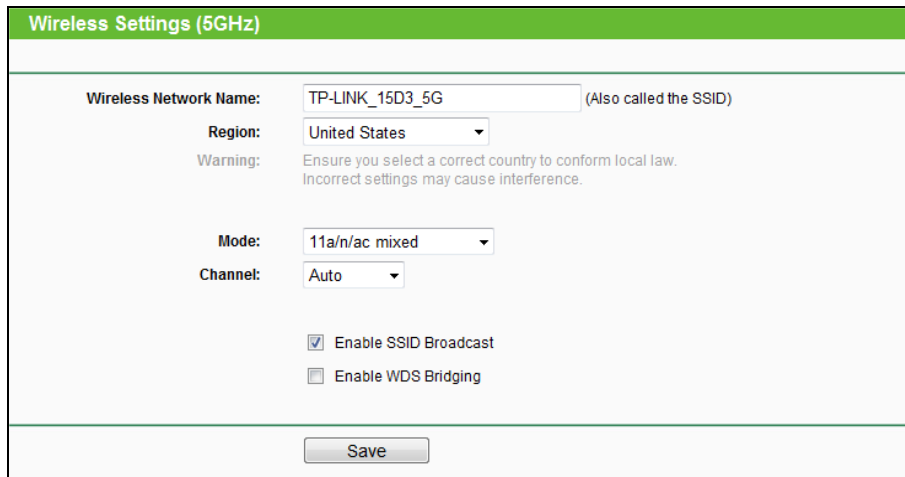 Wireless Settings (5GHz)
Wireless Network Name: TP-LINK_15D3_5G (Also called the SSID)
Region: United States
Warning: Ensure you select a correct country to conform local law.
Incorrect settings may cause interference.
Mode: 11a/n/ac mixed
Channel: Auto
Enable SSID Broadcast
Enable WDS Bridging
Save